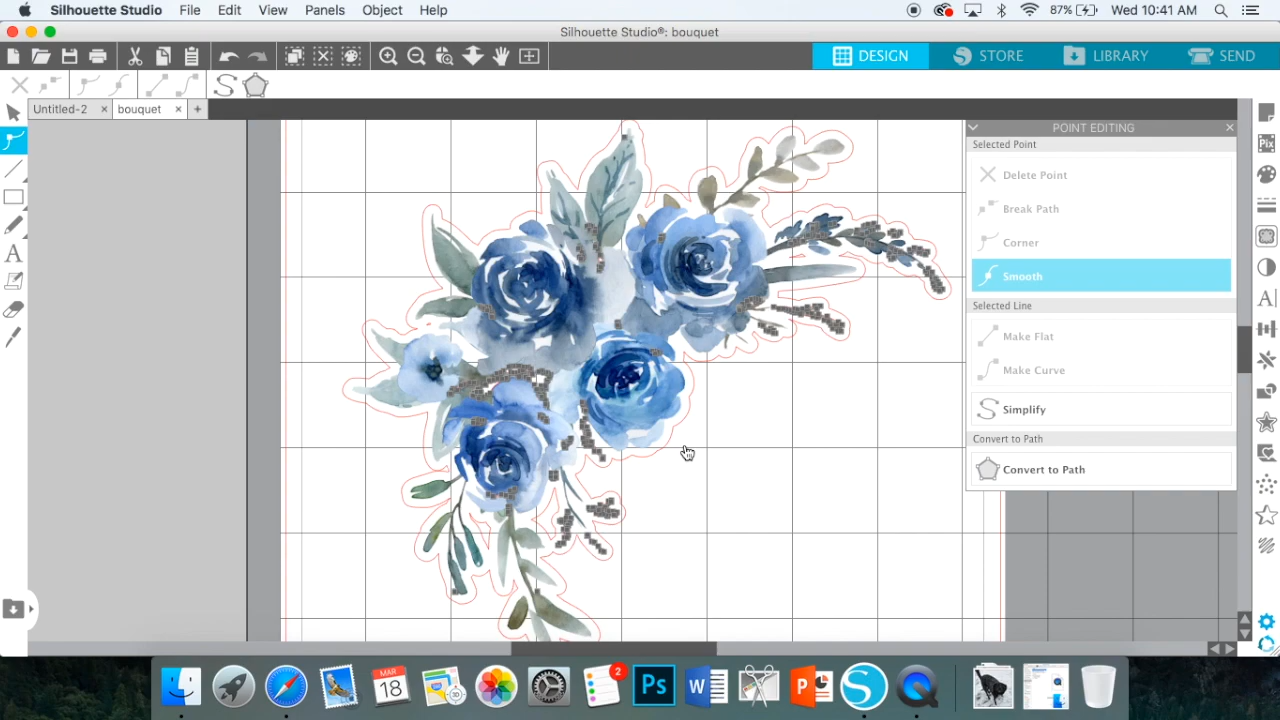 Silhouette Studio File Edit View Panels Object Help 87% Wed 10:41 AM
Silhouette Studio®: bouquet
DESIGN STORE LIBRARY SEND
Untitled-2 × bouquet × +
POINT EDITING
Selected Point
Delete Point
Break Path
Corner
Smooth
Selected Line
Make Flat
Make Curve
Simplify
Convert to Path
Convert to Path
MAR
18
2
Ps
W
P
S